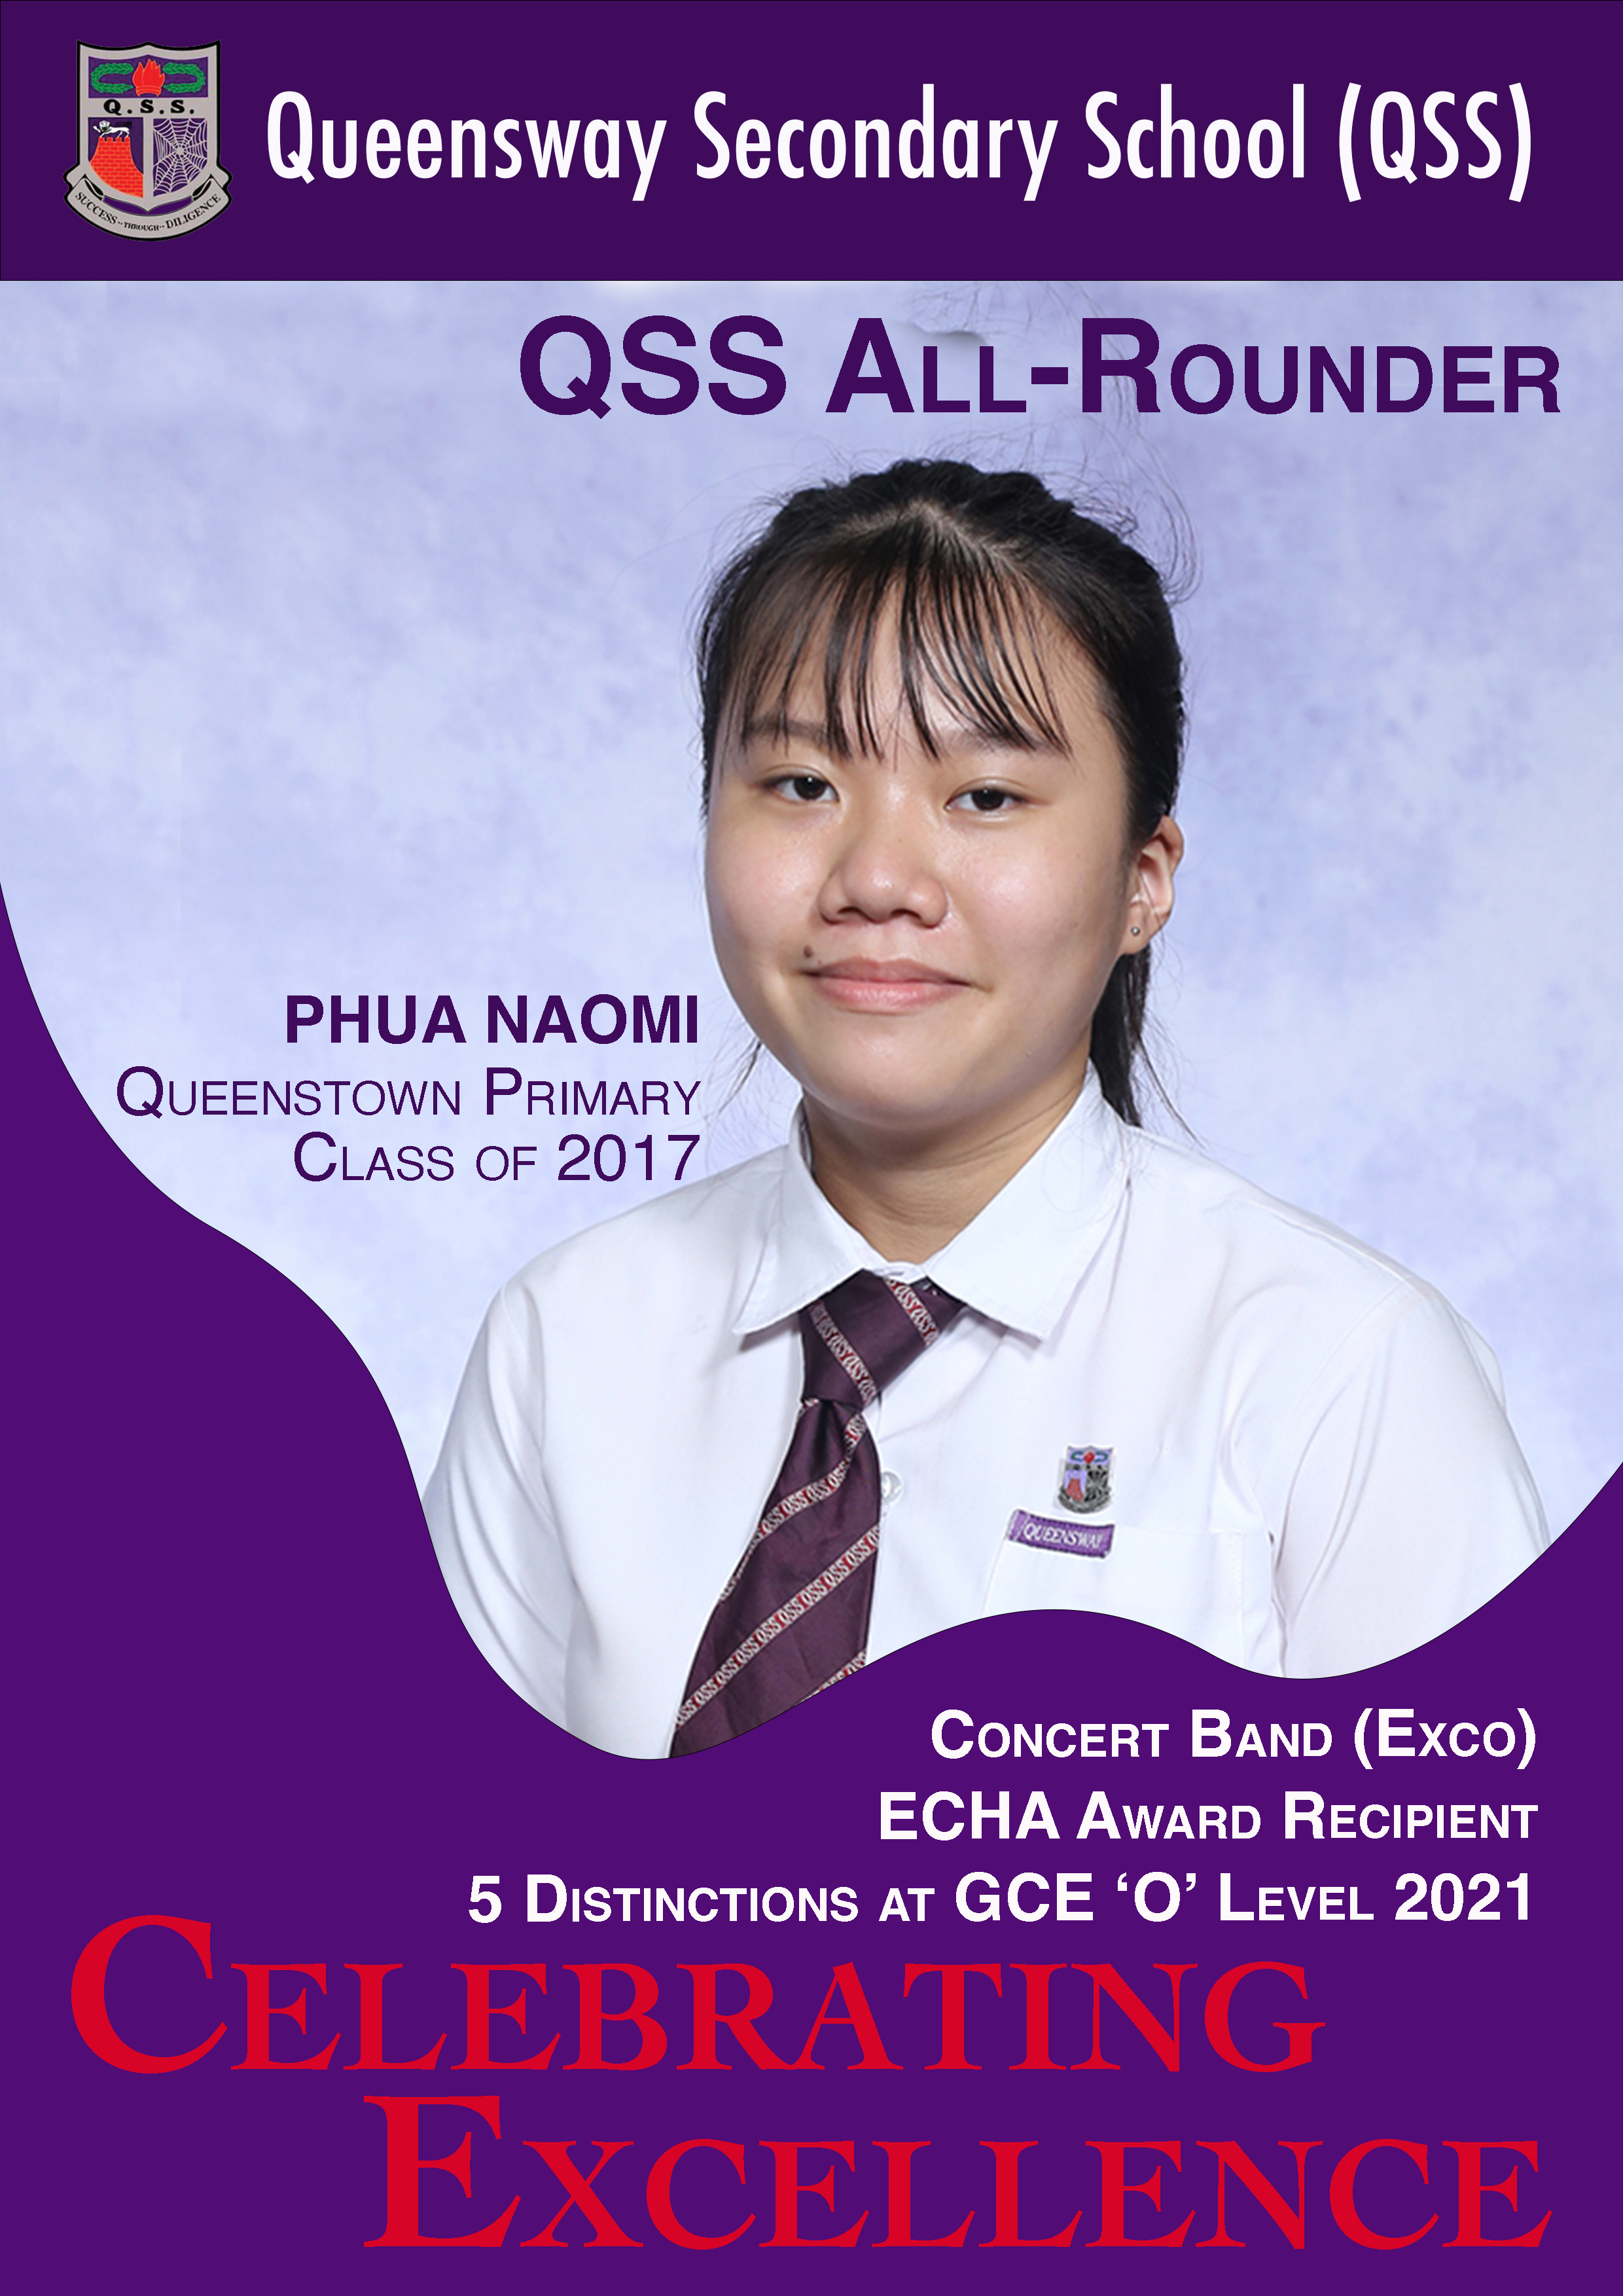 Q.S.S.
SUCCESS THROUGH DILIGENCE
Queensway Secondary School (QSS)
QSS ALL-ROUNDER
PHUA NAOMI
QUEENSTOWN PRIMARY
CLASS OF 2017
QUEENSWAY
CONCERT BAND (EXCO)
ECHA AWARD RECIPIENT
5 DISTINCTIONS AT GCE ‘O’ LEVEL 2021
CELEBRATING
EXCELLENCE